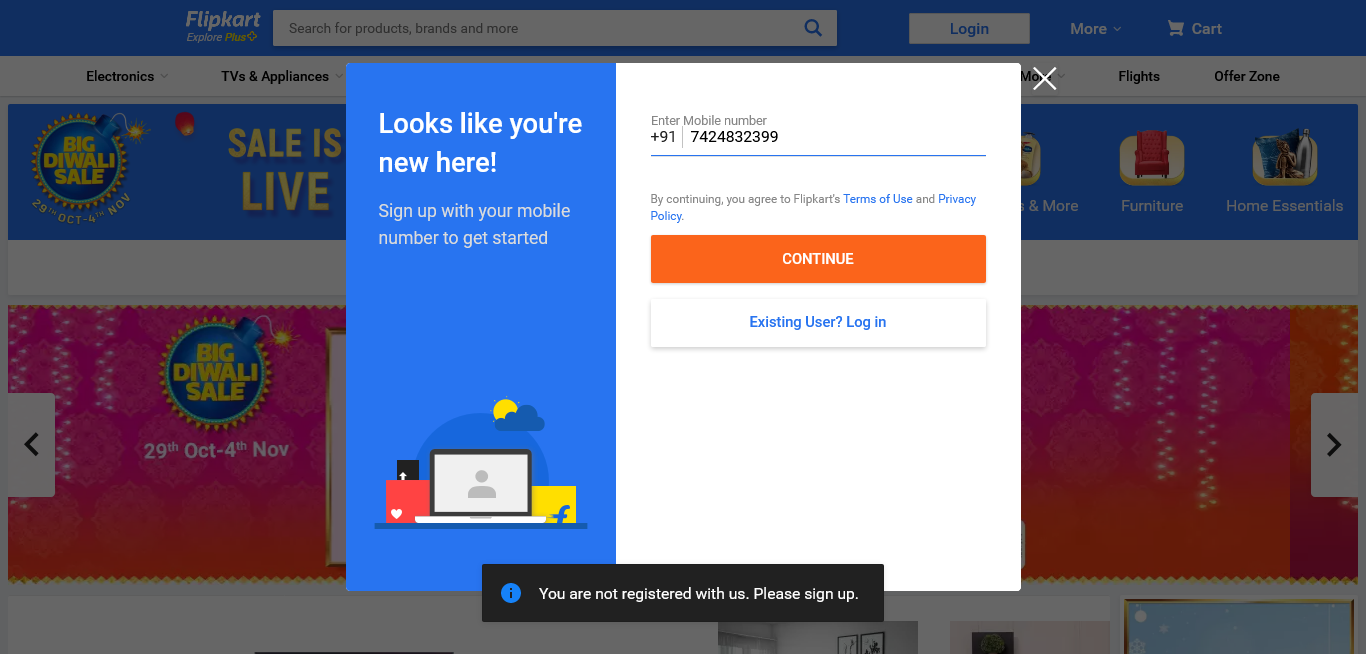 Flipkart
Explore Plus
Search for products, brands and more
Login
More
Cart
Electronics
TVs & Appliances
More
Flights
Offer Zone
BIG
DIWALI
SALE
29TH OCT-4TH NOV
SALE IS
LIVE
s & More
Furniture
Home Essentials
Looks like you're
new here!
Sign up with your mobile
number to get started
Enter Mobile number
+91 7424832399
By continuing, you agree to Flipkart's Terms of Use and Privacy
Policy.
CONTINUE
Existing User? Log in
BIG
DIWALI
SALE
29th Oct-4th Nov
You are not registered with us. Please sign up.